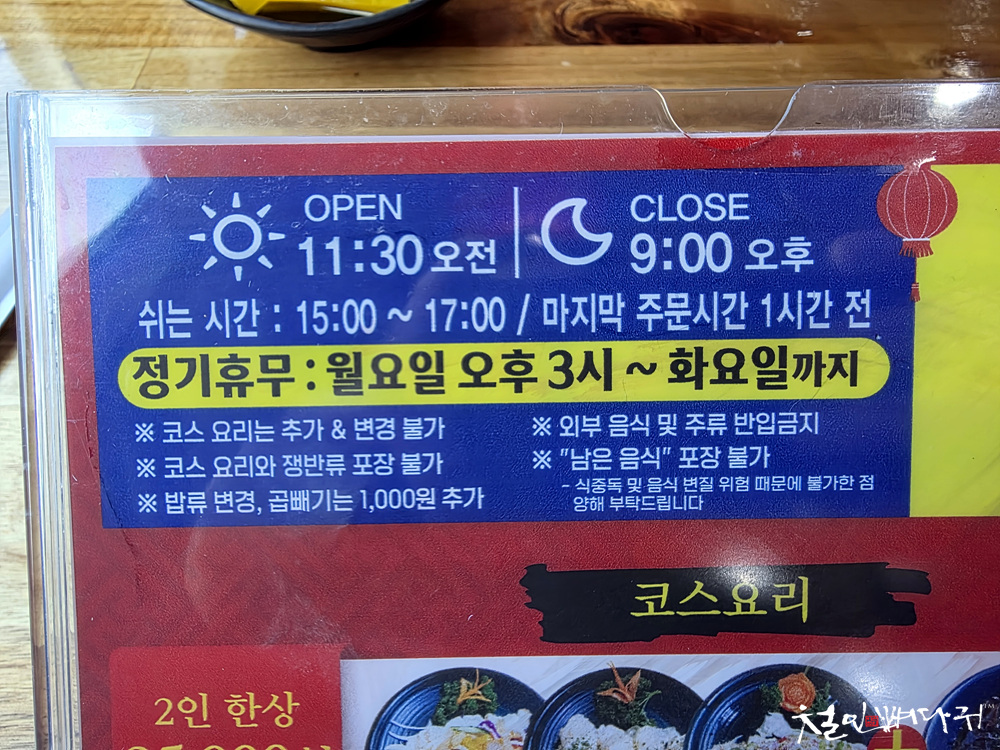 OPEN
11:30 오전
CLOSE
9:00 오후
쉬는 시간 : 15:00 ~ 17:00 / 마지막 주문시간 1시간 전
정기휴무 : 월요일 오후 3시 ~ 화요일까지
※ 코스 요리는 추가 & 변경 불가
※ 코스 요리와 쟁반류 포장 불가
※ 밥류 변경, 곱빼기는 1,000원 추가
※ 외부 음식 및 주류 반입금지
※ "남은 음식" 포장 불가
- 식중독 및 음식 변질 위험 때문에 불가한 점
양해 부탁드립니다
코스요리
2인 한상